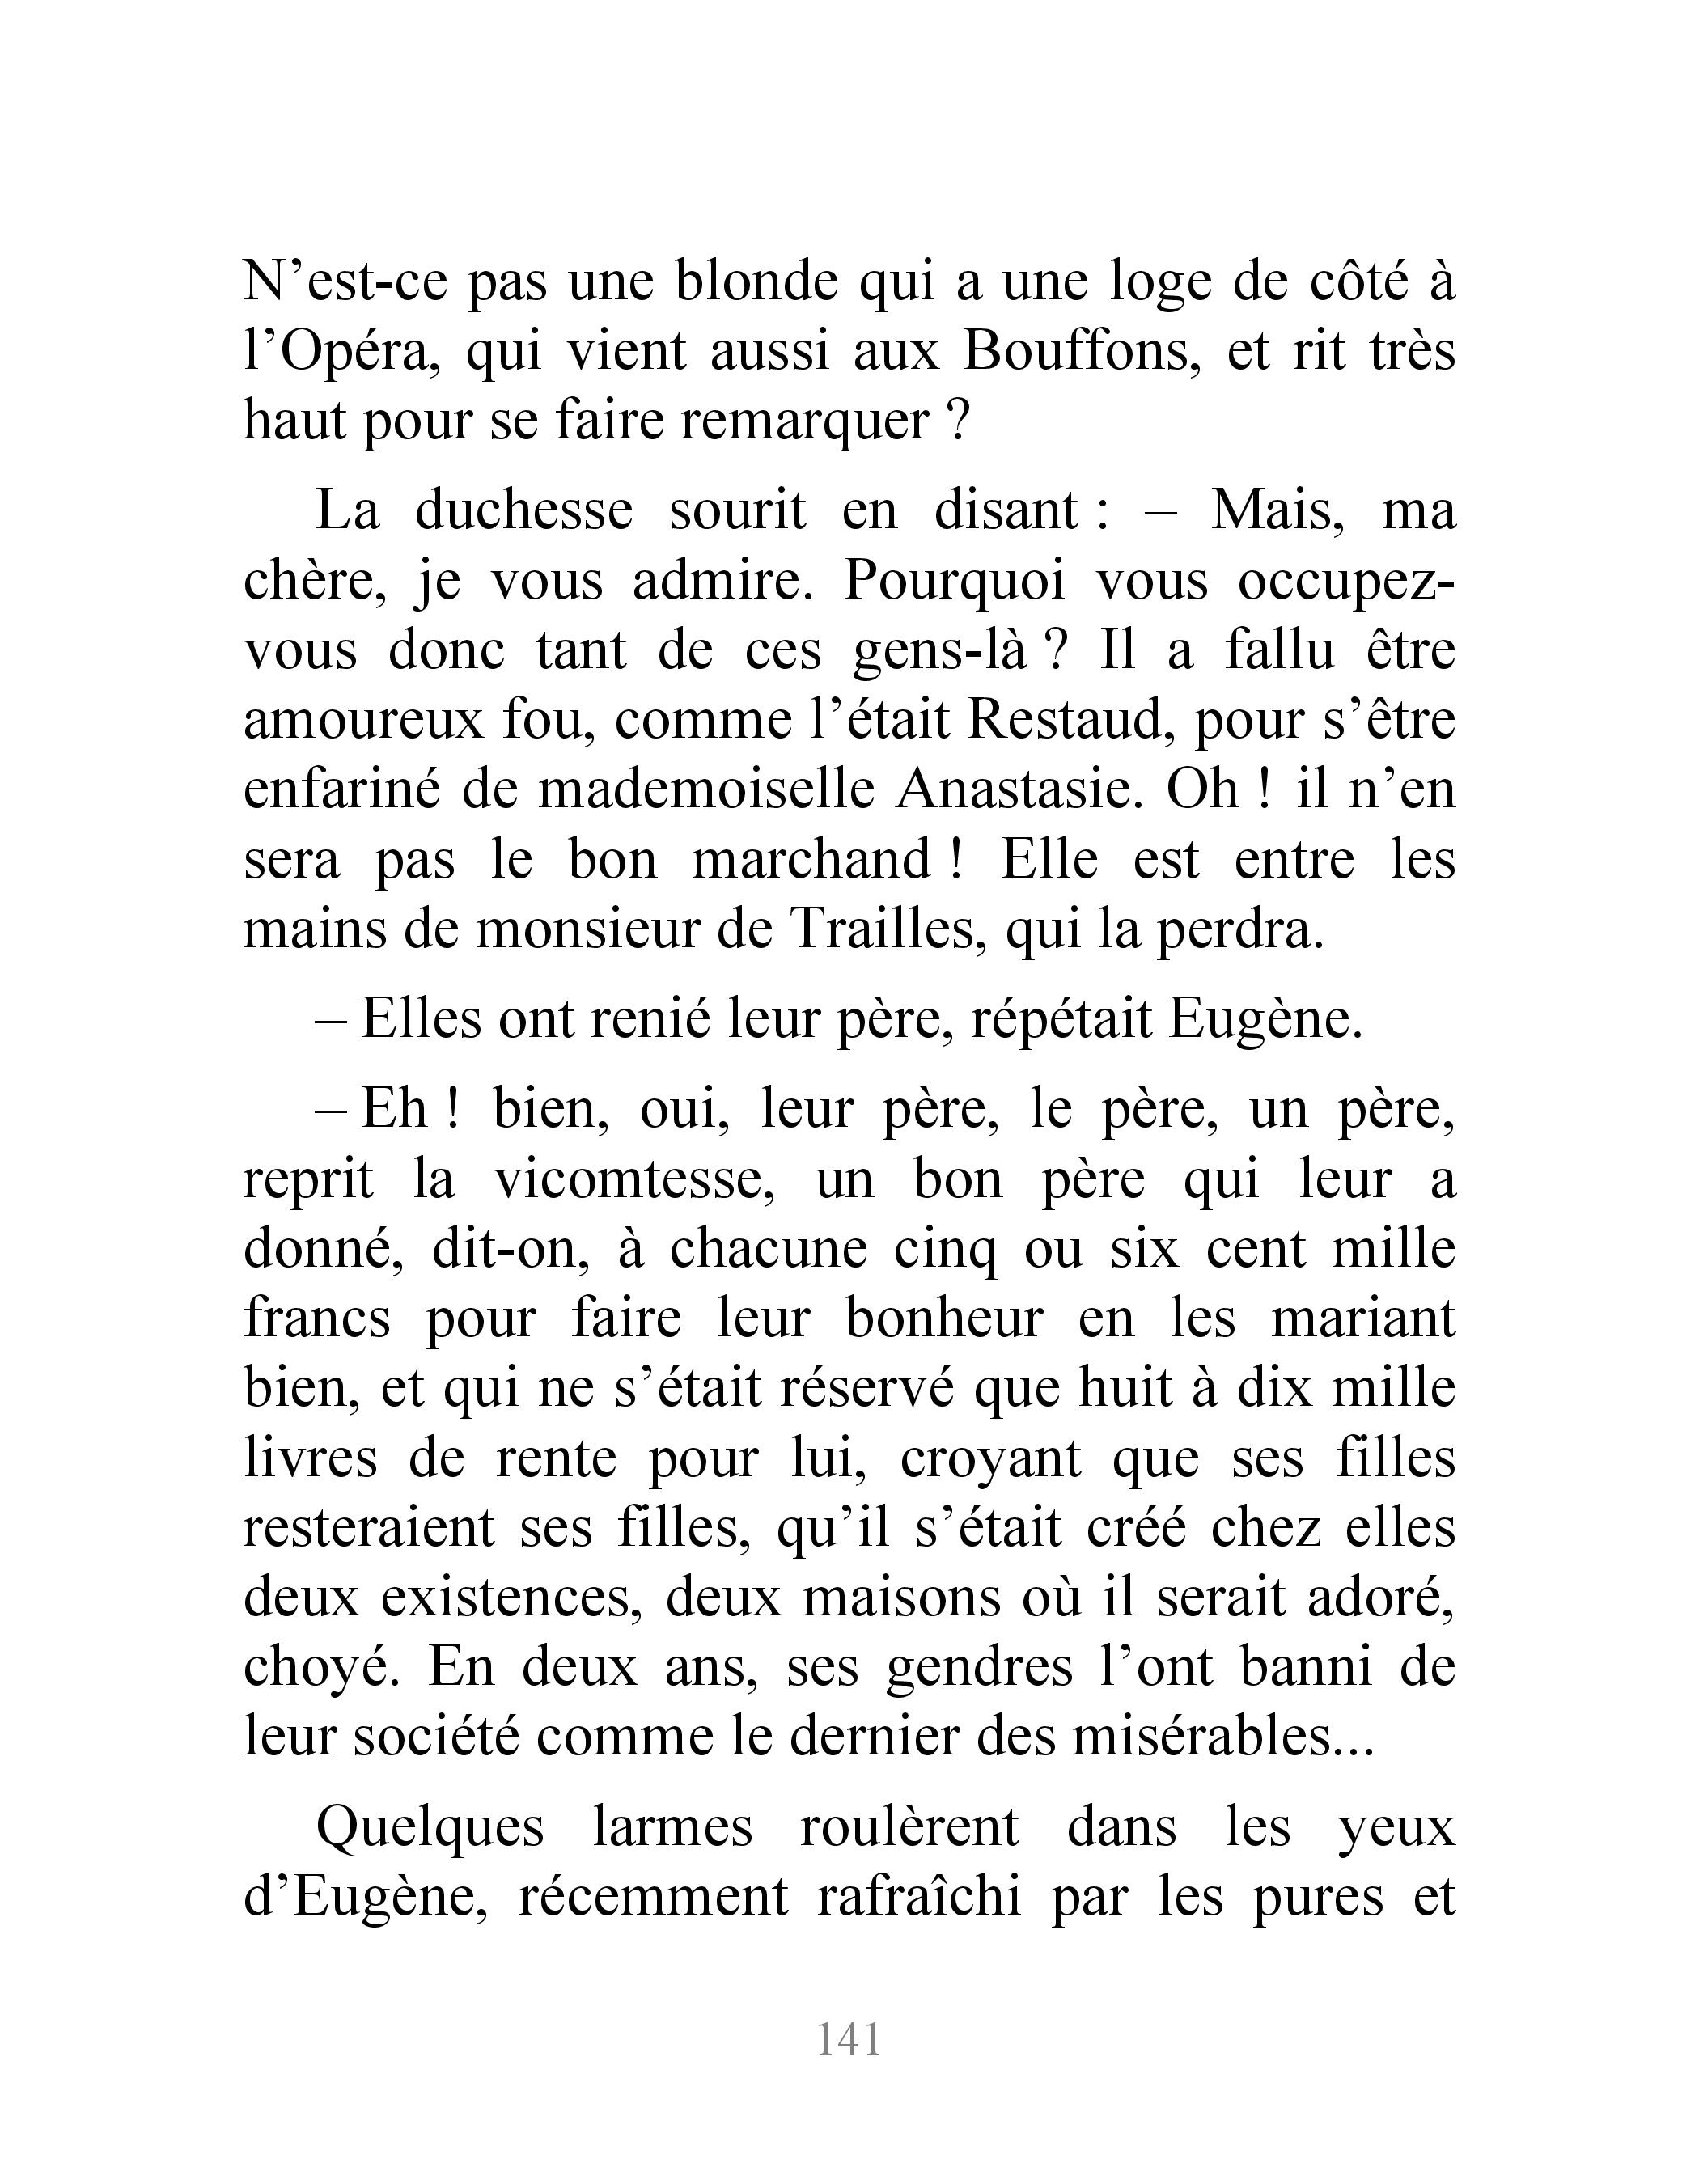 N’est-ce pas une blonde qui a une loge de côté à
l’Opéra, qui vient aussi aux Bouffons, et rit très
haut pour se faire remarquer ?
La duchesse sourit en disant : – Mais, ma
chère, je vous admire. Pourquoi vous occupez-
vous donc tant de ces gens-là ? Il a fallu être
amoureux fou, comme l’était Restaud, pour s’être
enfariné de mademoiselle Anastasie. Oh ! il n’en
sera pas le bon marchand ! Elle est entre les
mains de monsieur de Trailles, qui la perdra.
– Elles ont renié leur père, répétait Eugène.
– Eh ! bien, oui, leur père, le père, un père,
reprit la vicomtesse, un bon père qui leur a
donné, dit-on, à chacune cinq ou six cent mille
francs pour faire leur bonheur en les mariant
bien, et qui ne s’était réservé que huit à dix mille
livres de rente pour lui, croyant que ses filles
resteraient ses filles, qu’il s’était créé chez elles
deux existences, deux maisons où il serait adoré,
choyé. En deux ans, ses gendres l’ont banni de
leur société comme le dernier des misérables...
Quelques larmes roulèrent dans les yeux
d’Eugène, récemment rafraîchi par les pures et
141